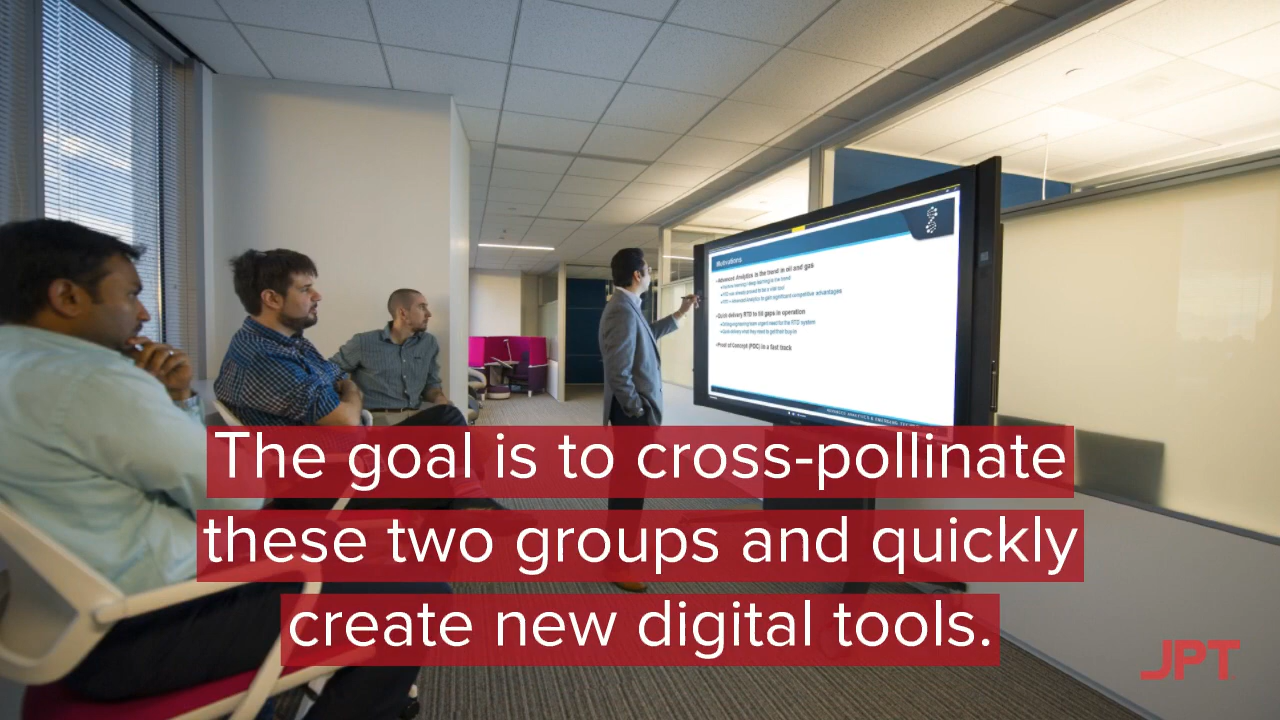 Motivations
Advanced Analytics is the trend in oil and gas
Quick delivery RTD to fill gaps in operation
Proof of Concept (POC) in a fast track
The goal is to cross-pollinate
these two groups and quickly
create new digital tools.
JPT